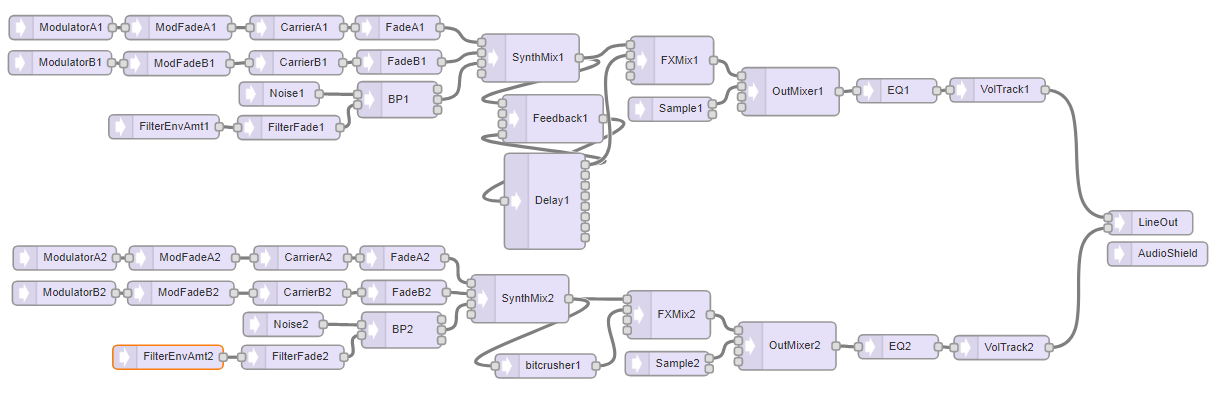 ModulatorA1 ModFadeA1 CarrierA1 FadeA1
ModulatorB1 ModFadeB1 CarrierB1 FadeB1
SynthMix1 FXMix1
Noise1 BP1
OutMixer1 EQ1 VolTrack1
Sample1
FilterEnvAmt1 FilterFade1
Feedback1
Delay1
LineOut
AudioShield
ModulatorA2 ModFadeA2 CarrierA2 FadeA2
ModulatorB2 ModFadeB2 CarrierB2 FadeB2
SynthMix2 FXMix2
Noise2 BP2
OutMixer2 EQ2 VolTrack2
FilterEnvAmt2 FilterFade2
bitcrusher1 Sample2